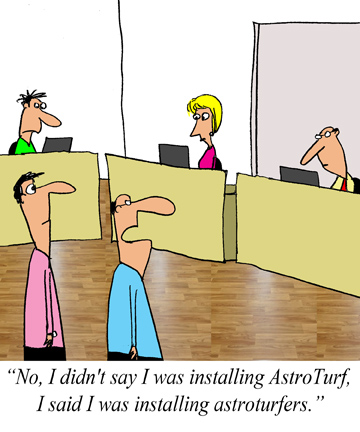 “No, I didn't say I was installing AstroTurf,
I said I was installing astroturfers.”